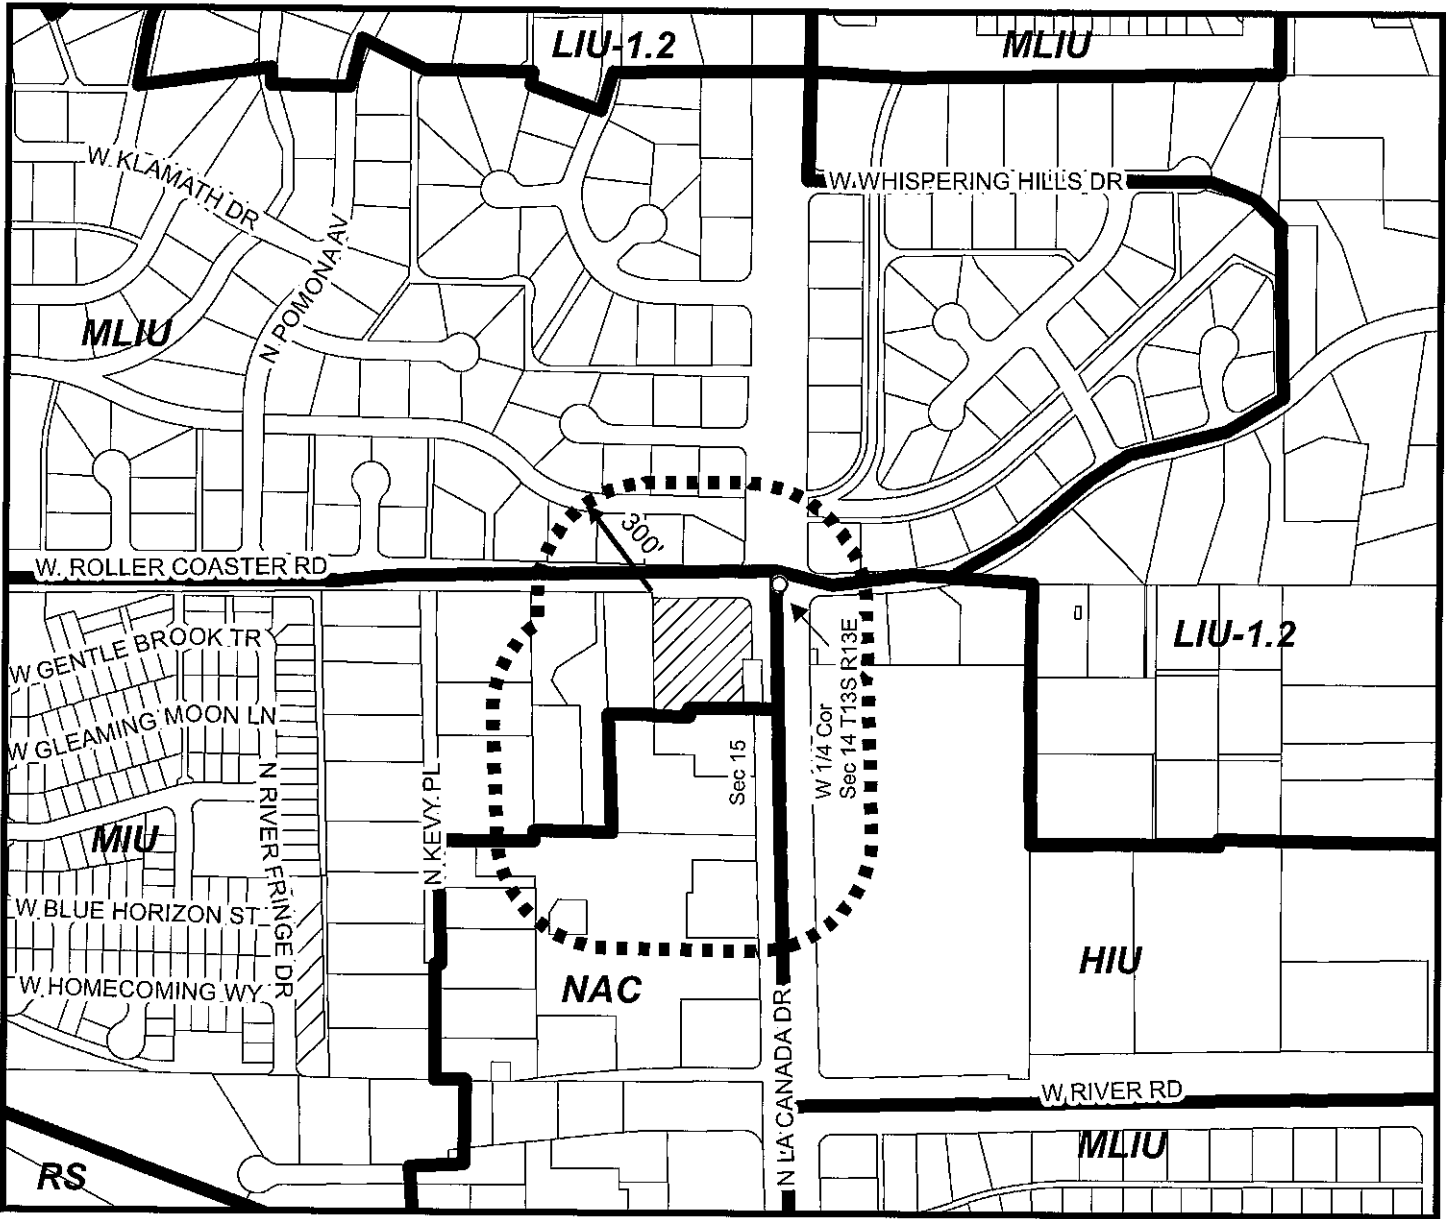 LIU-1.2
MLIU
W. KLAMATH DR
W. WHISPERING HILLS DR
N POMONA AV
MLIU
300'
W. ROLLER COASTER RD
W GENTLE BROOK TR
LIU-1.2
W GLEAMING MOON LN
Sec 15
W 1/4 Cor
Sec 14 T13S R13E
N KEVY PL
N RIVER FRINGE DR
MIU
W BLUE HORIZON ST
W HOMECOMING WY
NAC
HIU
N LA CANADA DR
W RIVER RD
MLIU
RS